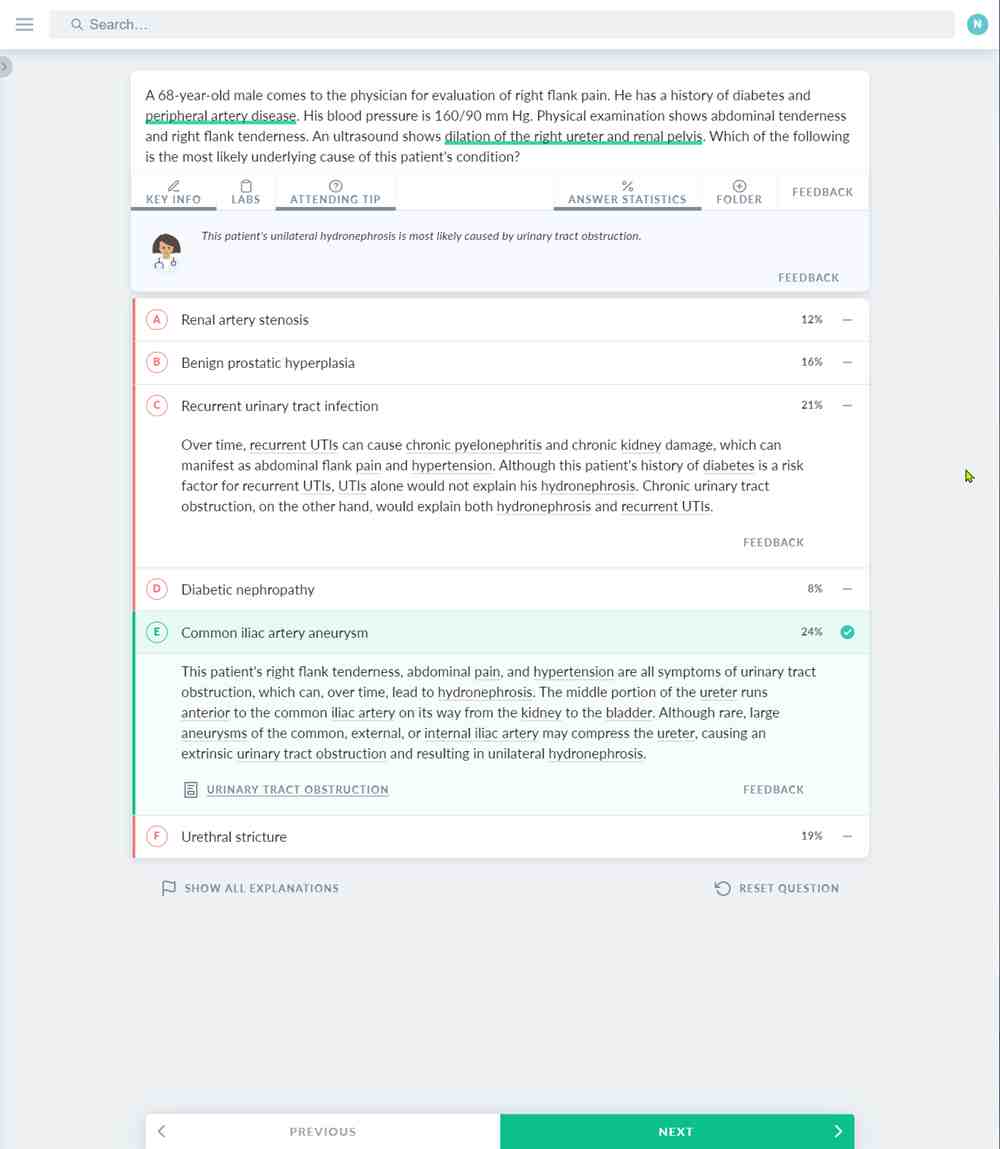 Search...
N
A 68-year-old male comes to the physician for evaluation of right flank pain. He has a history of diabetes and
peripheral artery disease. His blood pressure is 160/90 mm Hg. Physical examination shows abdominal tenderness
and right flank tenderness. An ultrasound shows dilation of the right ureter and renal pelvis. Which of the following
is the most likely underlying cause of this patient's condition?
KEY INFO
LABS
ATTENDING TIP
ANSWER STATISTICS
FOLDER
FEEDBACK
This patient's unilateral hydronephrosis is most likely caused by urinary tract obstruction.
FEEDBACK
A Renal artery stenosis 12%
B Benign prostatic hyperplasia 16%
C Recurrent urinary tract infection 21%
Over time, recurrent UTIs can cause chronic pyelonephritis and chronic kidney damage, which can
manifest as abdominal flank pain and hypertension. Although this patient's history of diabetes is a risk
factor for recurrent UTIs, UTIs alone would not explain his hydronephrosis. Chronic urinary tract
obstruction, on the other hand, would explain both hydronephrosis and recurrent UTIs.
FEEDBACK
D Diabetic nephropathy 8%
E Common iliac artery aneurysm 24%
This patient's right flank tenderness, abdominal pain, and hypertension are all symptoms of urinary tract
obstruction, which can, over time, lead to hydronephrosis. The middle portion of the ureter runs
anterior to the common iliac artery on its way from the kidney to the bladder. Although rare, large
aneurysms of the common, external, or internal iliac artery may compress the ureter, causing an
extrinsic urinary tract obstruction and resulting in unilateral hydronephrosis.
URINARY TRACT OBSTRUCTION FEEDBACK
F Urethral stricture 19%
SHOW ALL EXPLANATIONS RESET QUESTION
PREVIOUS NEXT